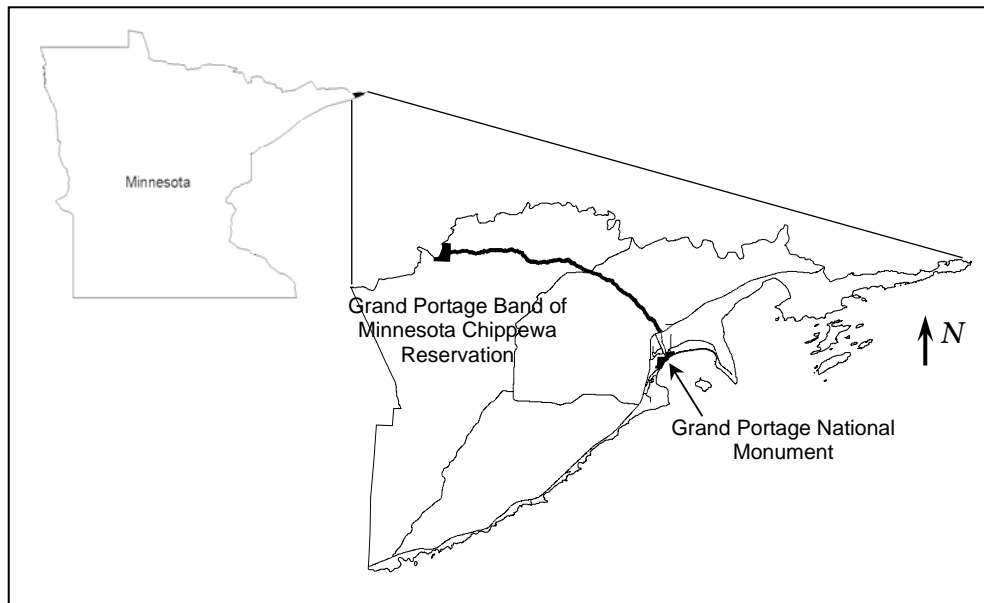 Minnesota
Grand Portage Band of
Minnesota Chippewa
Reservation
N
Grand Portage National
Monument